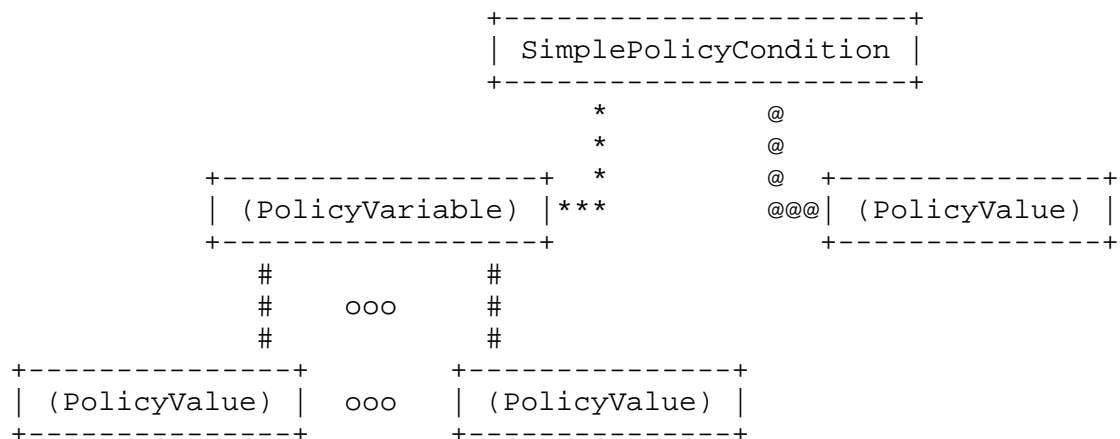 +-----------------------+
                                | SimplePolicyCondition |
                                +-----------------------+
                                      *         @
                                      *         @
             +------------------+  *         @  +---------------+
             | (PolicyVariable) |***         @@@| (PolicyValue) |
             +------------------+               +---------------+
                #            #
                #    ooo     #
                #            #
+---------------+        +---------------+
| (PolicyValue) |  ooo   | (PolicyValue) |
+---------------+        +---------------+